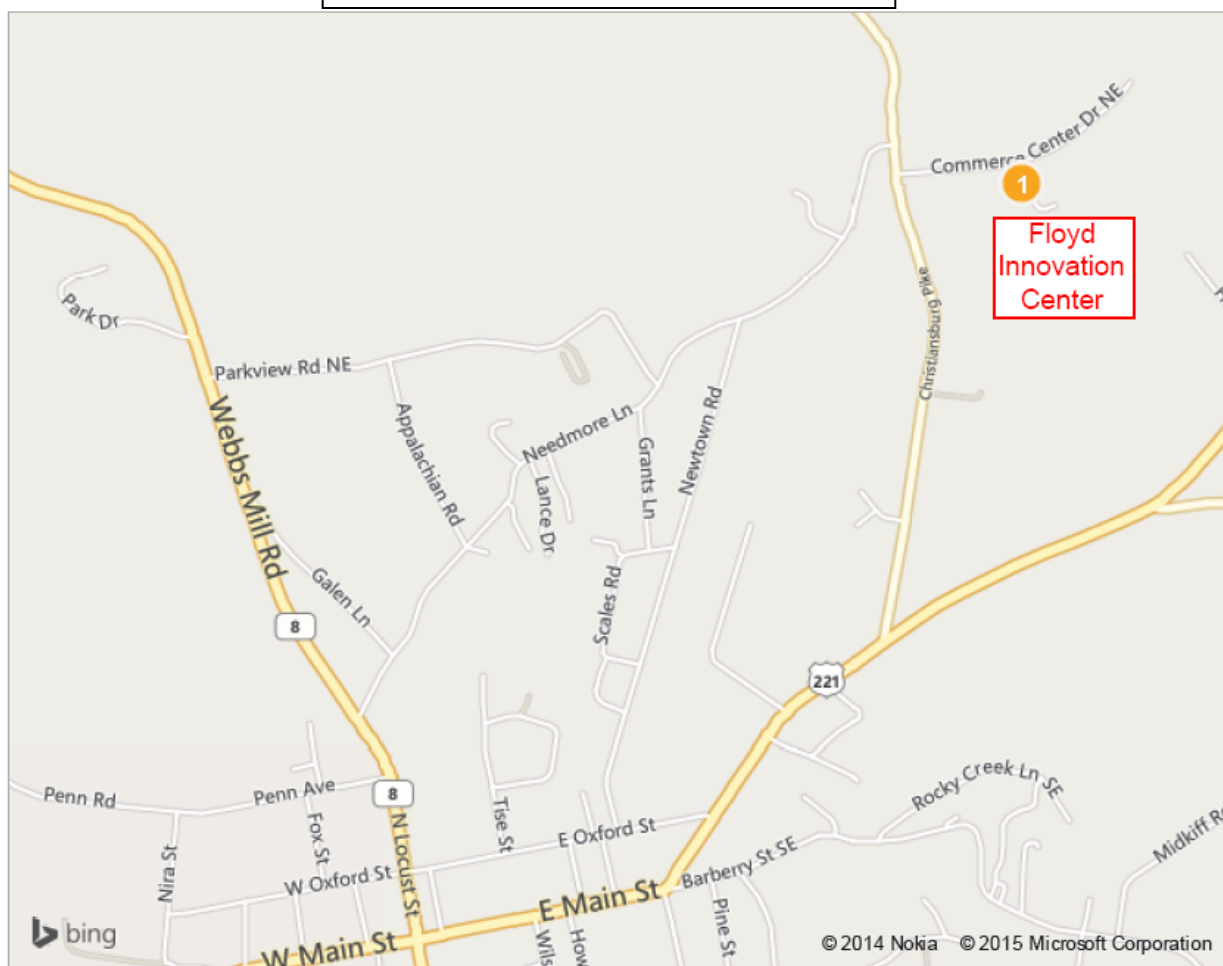 Commerce Center Dr NE
1
Floyd
Innovation
Center
Christiansburg Pike
Park Dr
Parkview Rd NE
Webbs Mill Rd
Appalachian Rd
Needmore Ln
Lance Dr
Grants Ln
Newtown Rd
Galen Ln
8
Scales Rd
221
Penn Rd
Penn Ave
8
Nira St
Fox St
N Locust St
Tise St
E Oxford St
W Oxford St
Rocky Creek Ln SE
Barberry St SE
Midkiff Rd
E Main St
W Main St
Wils
How
Pine St
bing
© 2014 Nokia © 2015 Microsoft Corporation